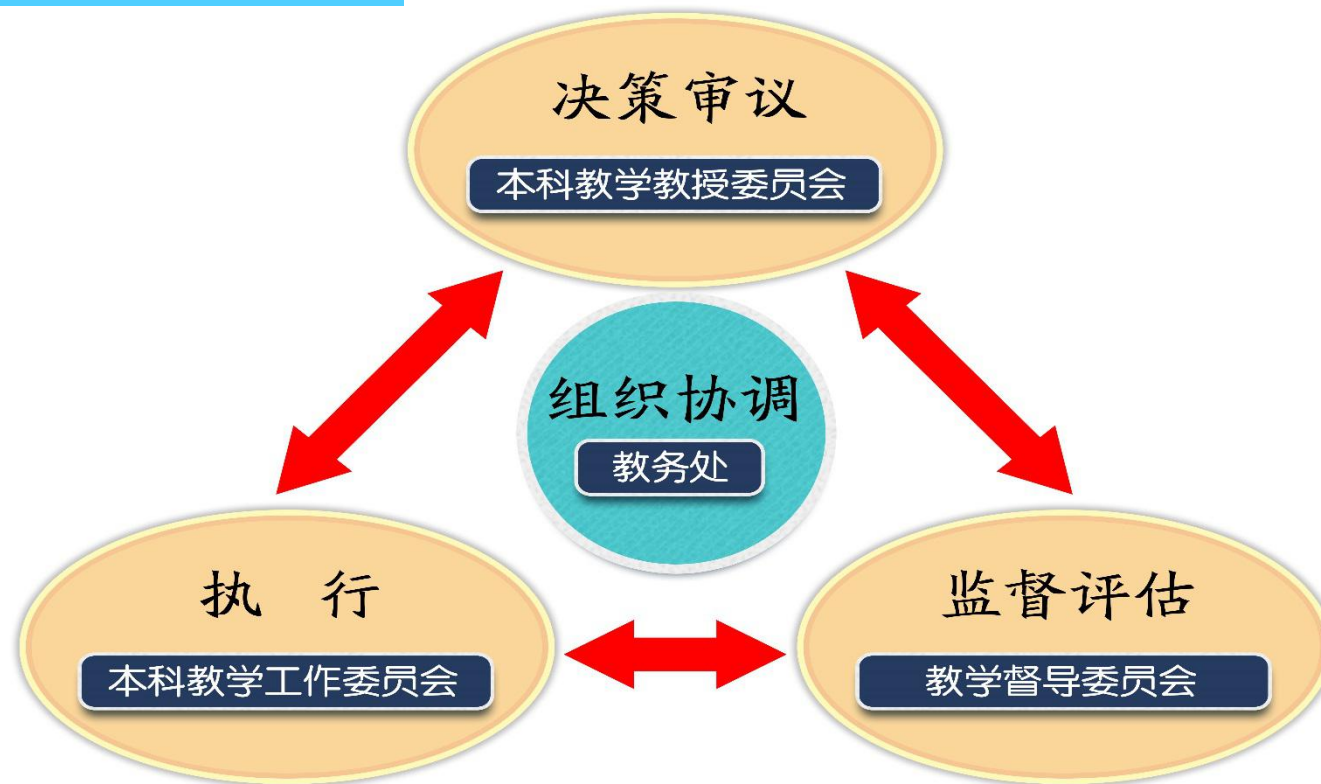 决策审议
本科教学教授委员会
组织协调
教务处
执 行
本科教学工作委员会
监督评估
教学督导委员会